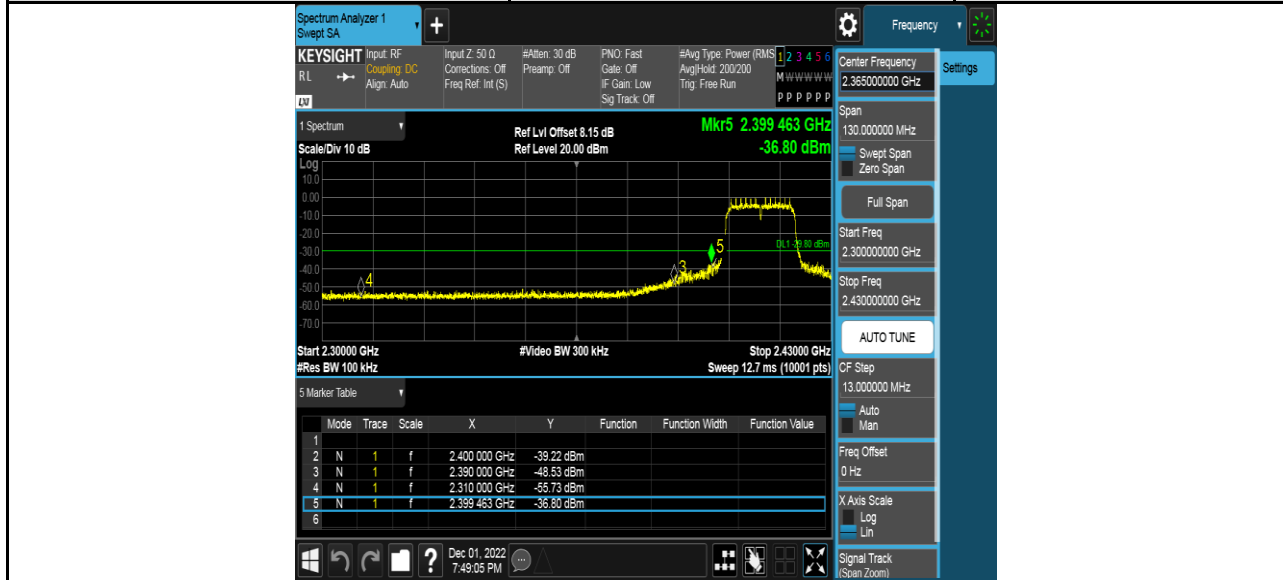 Spectrum Analyzer 1
Swept SA
+
Frequency
KEYSIGHT
Input: RF
Coupling: DC
Align: Auto
Input Z: 50 Ω
Corrections: Off
Freq Ref: Int (S)
#Atten: 30 dB
Preamp: Off
PNO: Fast
Gate: Off
IF Gain: Low
Sig Track: Off
#Avg Type: Power (RMS
Avg|Hold: 200/200
Trig: Free Run
1 2 3 4 5 6
M W W W W W
P P P P P P
RL
LXI
Center Frequency
2.365000000 GHz
Settings
Span
130.000000 MHz
Swept Span
Zero Span
Full Span
Start Freq
2.300000000 GHz
Stop Freq
2.430000000 GHz
AUTO TUNE
CF Step
13.000000 MHz
Auto
Man
Freq Offset
0 Hz
X Axis Scale
Log
Lin
Signal Track
(Span Zoom)
1 Spectrum
Scale/Div 10 dB
Ref Lvl Offset 8.15 dB
Ref Level 20.00 dBm
Mkr5 2.399 463 GHz
-36.80 dBm
Log
10.0
0.00
-10.0
-20.0
-30.0
-40.0
-50.0
-60.0
-70.0
4
3
5
DL1 -29.80 dBm
Start 2.30000 GHz
#Video BW 300 kHz
Stop 2.43000 GHz
#Res BW 100 kHz
Sweep 12.7 ms (10001 pts)
5 Marker Table
Mode Trace Scale X Y Function Function Width Function Value
1
2 N 1 f 2.400 000 GHz -39.22 dBm
3 N 1 f 2.390 000 GHz -48.53 dBm
4 N 1 f 2.310 000 GHz -55.73 dBm
5 N 1 f 2.399 463 GHz -36.80 dBm
6
?
Dec 01, 2022
7:49:05 PM